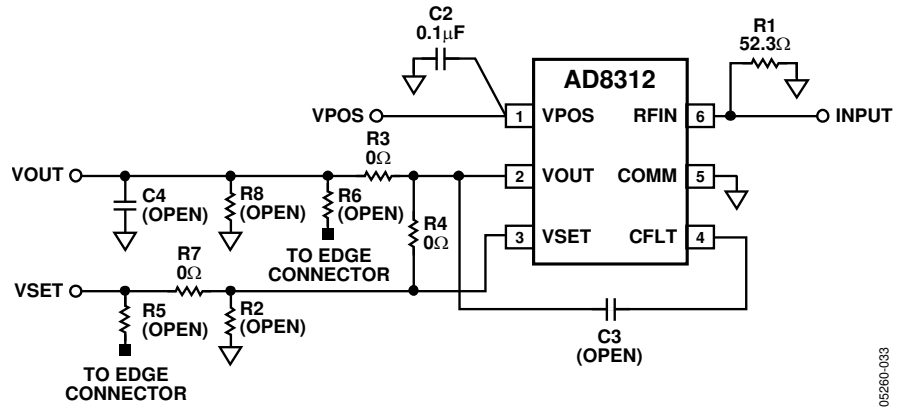 C2
0.1μF
R1
52.3Ω
AD8312
VPOS
1
VPOS
RFIN
6
INPUT
R3
0Ω
VOUT
2
VOUT
COMM
5
C4
(OPEN)
R8
(OPEN)
R6
(OPEN)
R4
0Ω
TO EDGE
CONNECTOR
3
VSET
CFLT
4
R7
0Ω
VSET
R5
(OPEN)
R2
(OPEN)
C3
(OPEN)
TO EDGE
CONNECTOR
05260-033